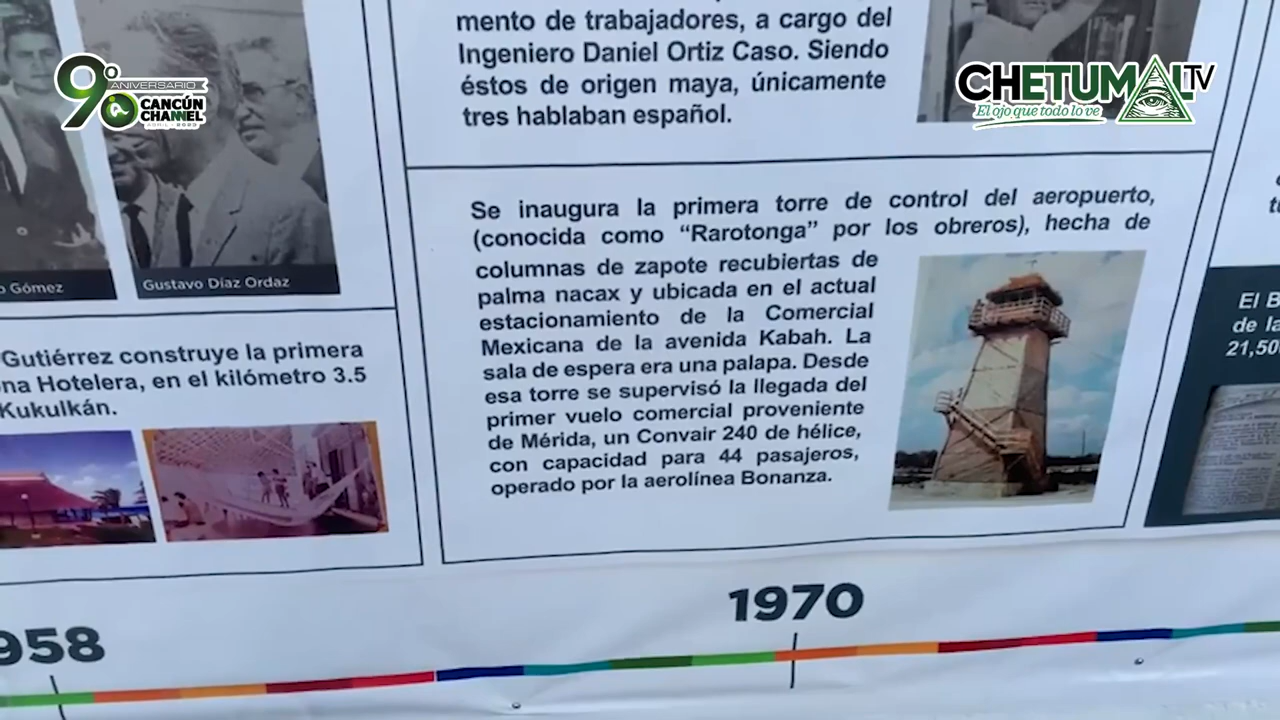 9º
ANIVERSARIO
CANCÚN
CHANNEL
CHETUMAL TV
El ojo que todo lo ve
mento de trabajadores, a cargo del
Ingeniero Daniel Ortiz Caso. Siendo
éstos de origen maya, únicamente
tres hablaban español.
Gómez
Gustavo Díaz Ordaz
Gutiérrez construye la primera
Hotelera, en el kilómetro 3.5
Kukulkán.
Se inaugura la primera torre de control del aeropuerto,
(conocida como “Rarotonga” por los obreros), hecha de
columnas de zapote recubiertas de
palma nacax y ubicada en el actual
estacionamiento de la Comercial
Mexicana de la avenida Kabah. La
sala de espera era una palapa. Desde
esa torre se supervisó la llegada del
primer vuelo comercial proveniente
de Mérida, un Convair 240 de hélice,
con capacidad para 44 pasajeros,
operado por la aerolínea Bonanza.
El
de la
21,50
958
1970